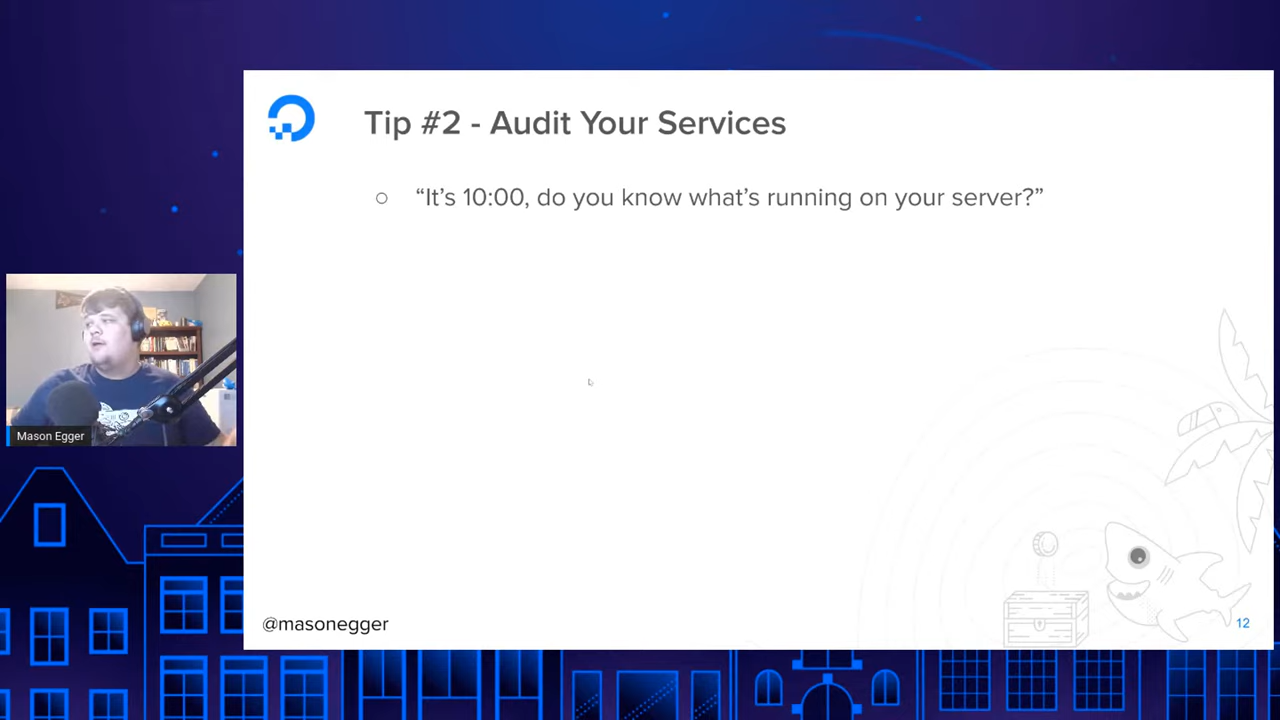 Tip #2 - Audit Your Services
○ “It’s 10:00, do you know what’s running on your server?”
Mason Egger
@masonegger
12